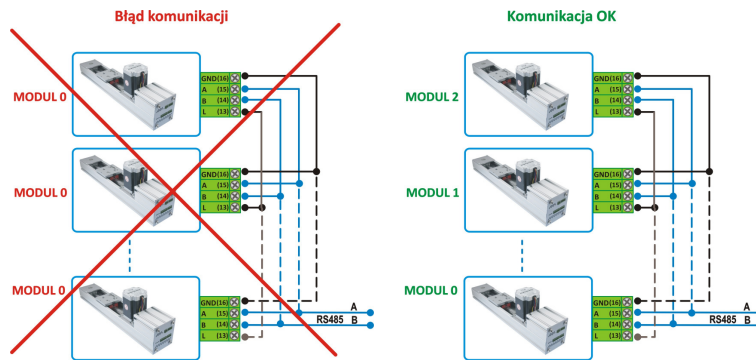 Błąd komunikacji
MODUL 0
GND(16)
A (15)
B (14)
L (13)
MODUL 0
GND(16)
A (15)
B (14)
L (13)
MODUL 0
GND(16)
A (15)
B (14)
L (13)
A
RS485 B
Komunikacja OK
MODUL 2
GND(16)
A (15)
B (14)
L (13)
MODUL 1
GND(16)
A (15)
B (14)
L (13)
MODUL 0
GND(16)
A (15)
B (14)
L (13)
A
RS485 B